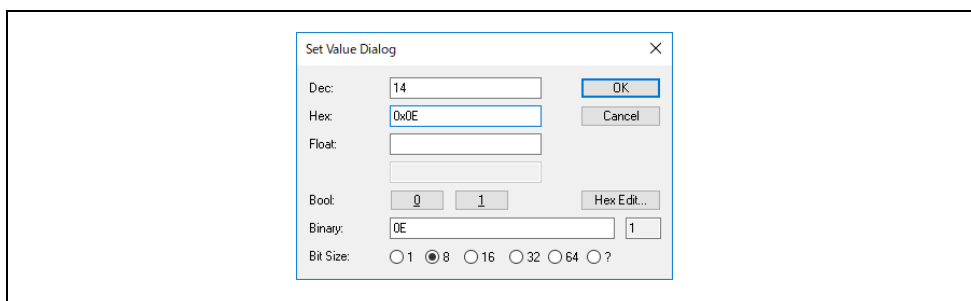 Set Value Dialog
Dec: 14 OK
Hex: 0x0E Cancel
Float:
Bool: 0 1 Hex Edit...
Binary: 0E 1
Bit Size: 1 8 16 32 64 ?